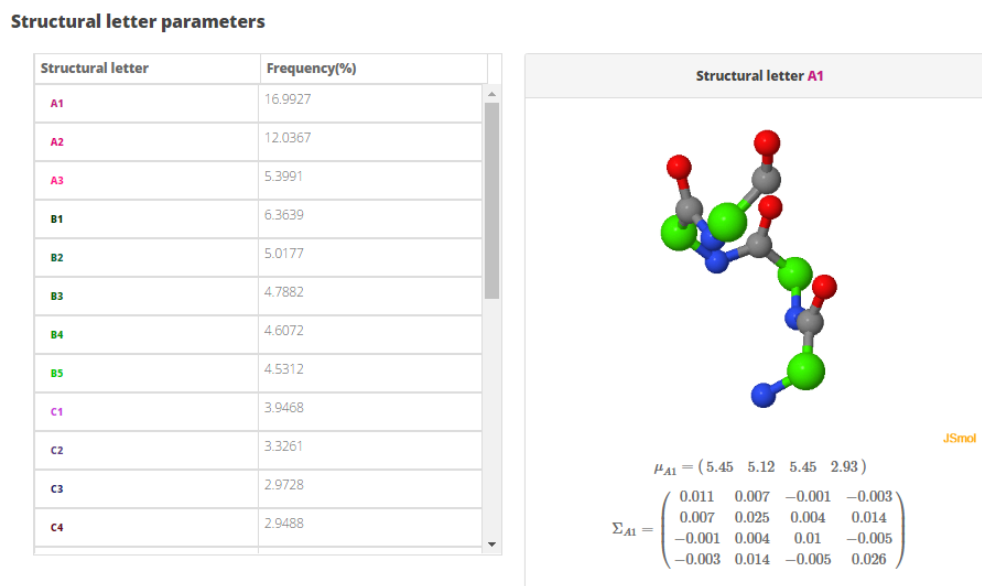 Structural letter parameters
Structural letter Frequency(%)
A1 16.9927
A2 12.0367
A3 5.3991
B1 6.3639
B2 5.0177
B3 4.7882
B4 4.6072
B5 4.5312
C1 3.9468
C2 3.3261
C3 2.9728
C4 2.9488
Structural letter A1
JSmol
μA1 = ( 5.45 5.12 5.45 2.93 )
ΣA1 = ( 0.011 0.007 −0.001 −0.003
0.007 0.025 0.004 0.014
−0.001 0.004 0.01 −0.005
−0.003 0.014 −0.005 0.026 )